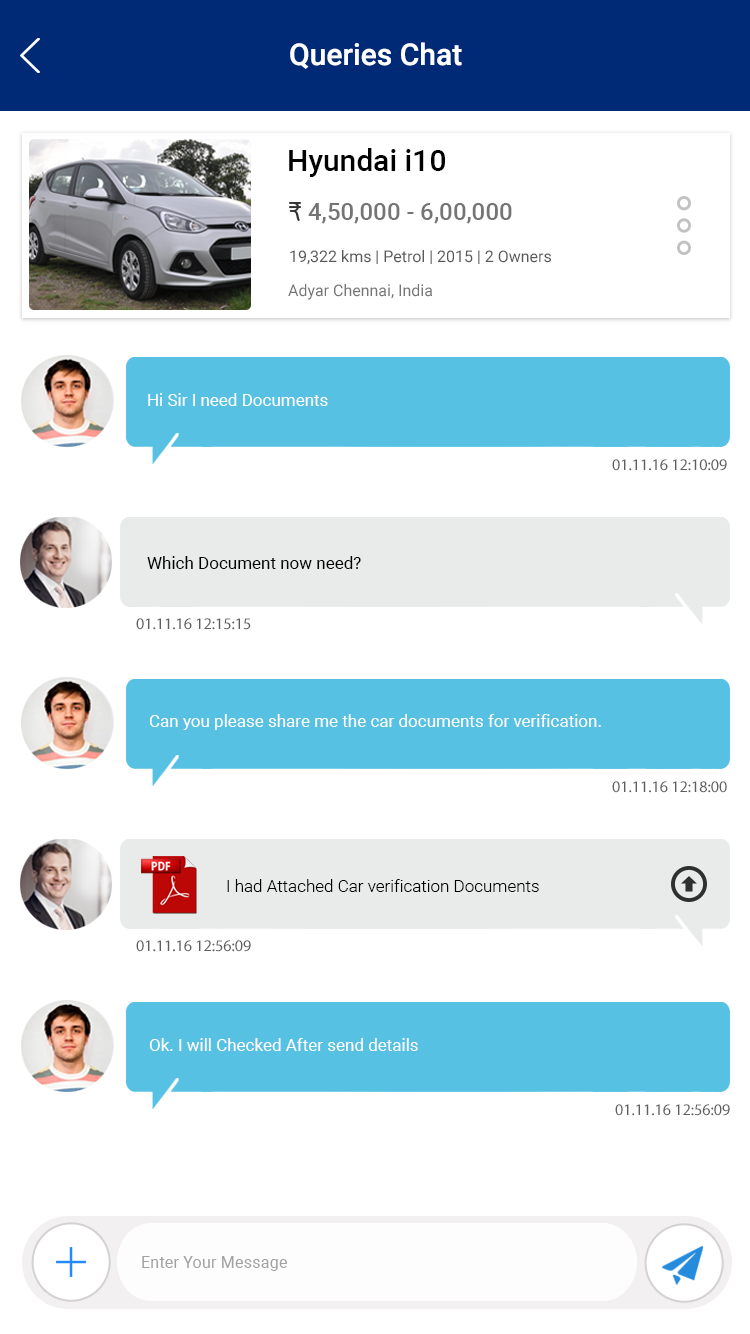 Queries Chat
Hyundai i10
₹ 4,50,000 - 6,00,000
19,322 kms | Petrol | 2015 | 2 Owners
Adyar Chennai, India
Hi Sir I need Documents
01.11.16 12:10:09
Which Document now need?
01.11.16 12:15:15
Can you please share me the car documents for verification.
01.11.16 12:18:00
PDF
I had Attached Car verification Documents
01.11.16 12:56:09
Ok. I will Checked After send details
01.11.16 12:56:09
Enter Your Message